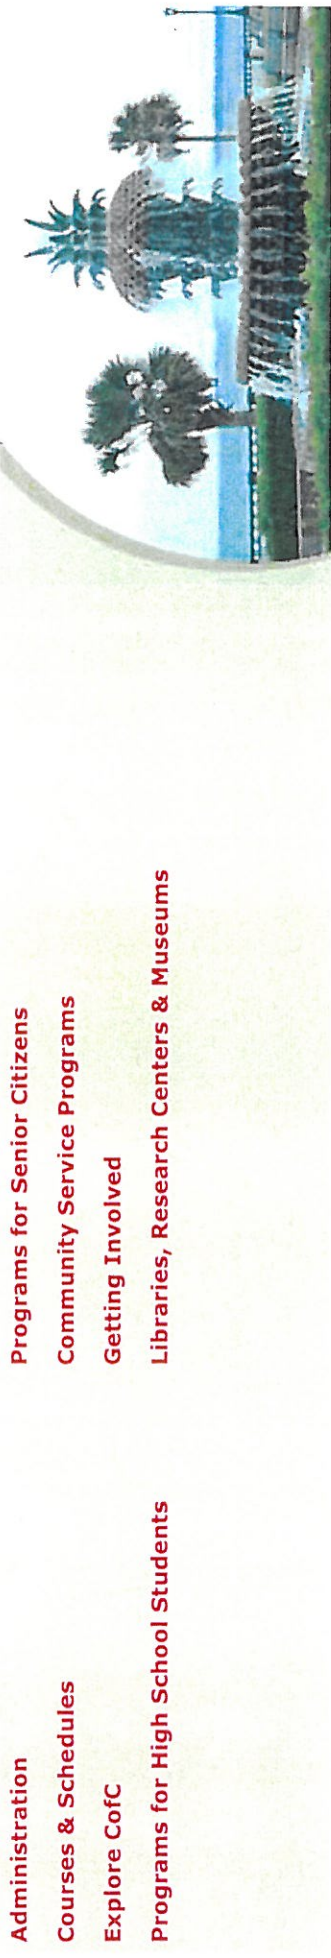 Administration
Courses & Schedules
Explore CofC
Programs for High School Students
Programs for Senior Citizens
Community Service Programs
Getting Involved
Libraries, Research Centers & Museums